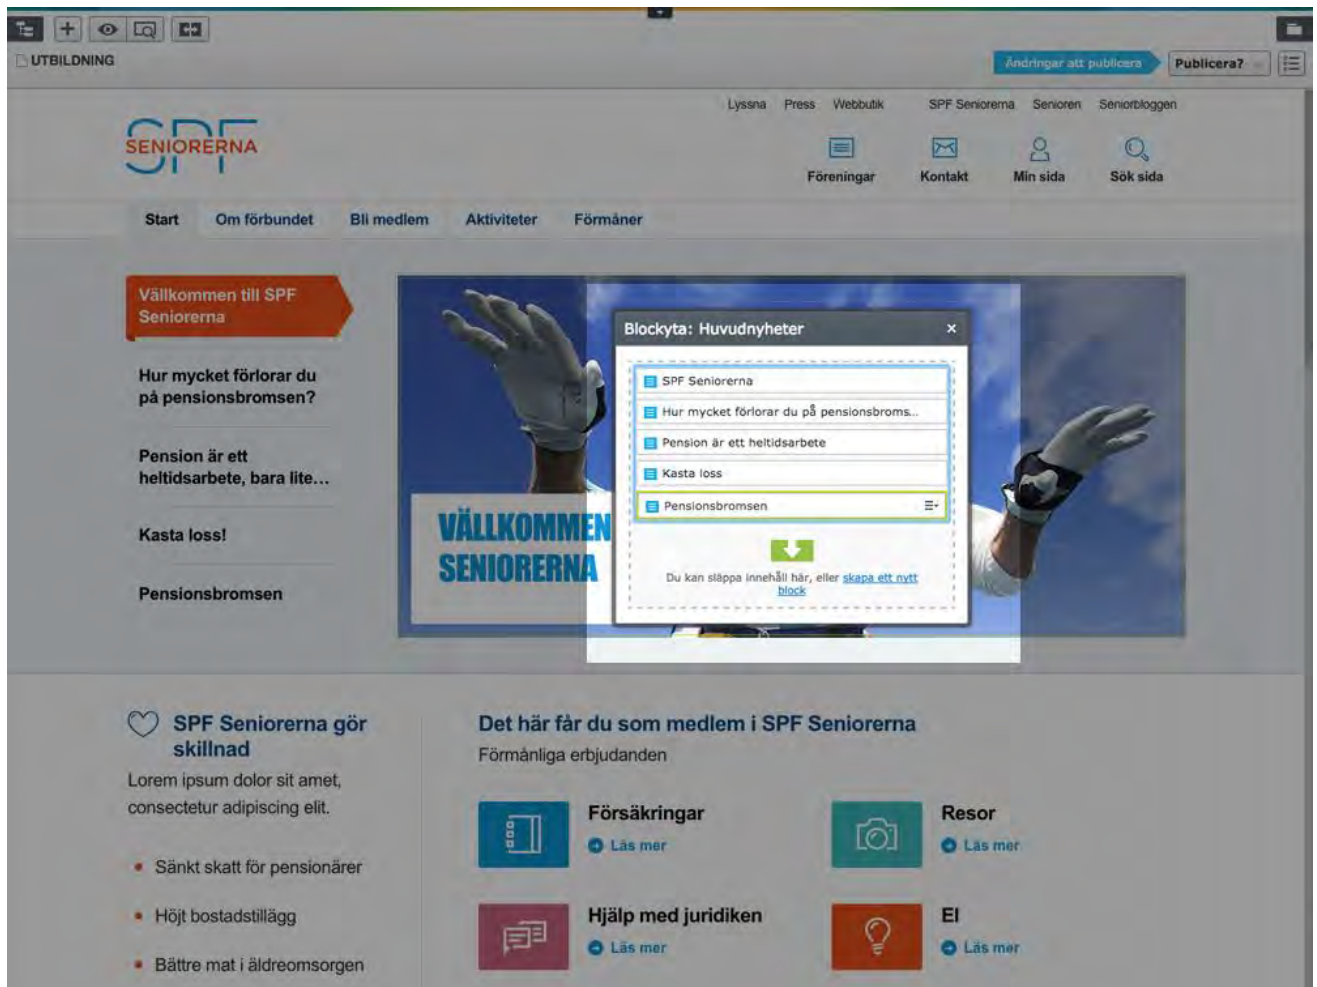 UTBILDNING
Ändringar att publicera
Publicera?
Lyssna Press Webbutik SPF Seniorerna Senioren Seniorbloggen
SPF
SENIORERNA
Föreningar Kontakt Min sida Sök sida
Start Om förbundet Bli medlem Aktiviteter Förmåner
Vällkommen till SPF
Seniorerna
Hur mycket förlorar du
på pensionsbromsen?
Pension är ett
heltidsarbete, bara lite...
Kasta loss!
Pensionsbromsen
VÄLLKOMMEN
SENIORERNA
Blockyta: Huvudnyheter
SPF Seniorerna
Hur mycket förlorar du på pensionsbroms...
Pension är ett heltidsarbete
Kasta loss
Pensionsbromsen
Du kan släppa innehåll här, eller skapa ett nytt
block
SPF Seniorerna gör
skillnad
Lorem ipsum dolor sit amet,
consectetur adipiscing elit.
Sänkt skatt för pensionärer
Höjt bostadstillägg
Bättre mat i äldreomsorgen
Det här får du som medlem i SPF Seniorerna
Förmånliga erbjudanden
Försäkringar
Läs mer
Resor
Läs mer
Hjälp med juridiken
Läs mer
El
Läs mer